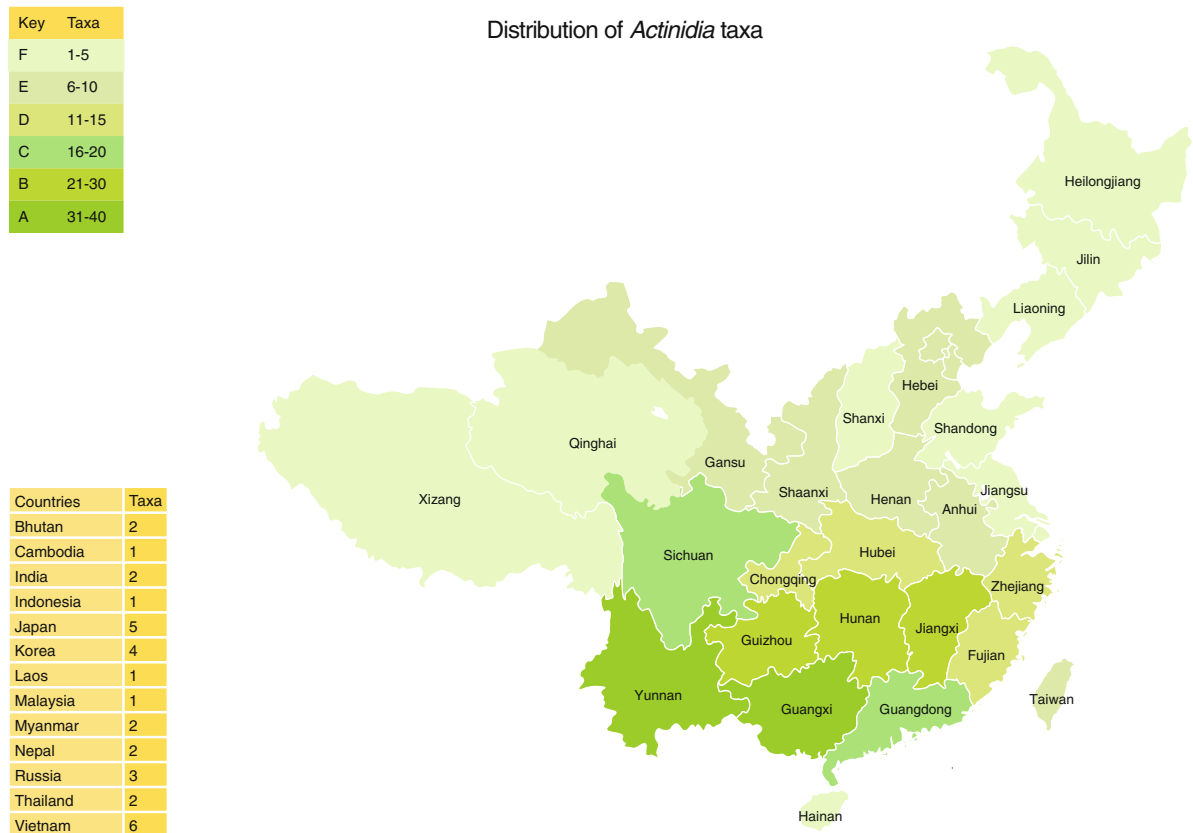 Distribution of Actinidia taxa
Key Taxa
F 1-5
E 6-10
D 11-15
C 16-20
B 21-30
A 31-40
Heilongjiang
Jilin
Liaoning
Hebei
Shanxi
Shandong
Qinghai
Gansu
Shaanxi
Henan
Jiangsu
Anhui
Xizang
Sichuan
Hubei
Chongqing
Zhejiang
Hunan
Jiangxi
Guizhou
Fujian
Yunnan
Guangxi
Guangdong
Taiwan
Hainan
Countries Taxa
Bhutan 2
Cambodia 1
India 2
Indonesia 1
Japan 5
Korea 4
Laos 1
Malaysia 1
Myanmar 2
Nepal 2
Russia 3
Thailand 2
Vietnam 6